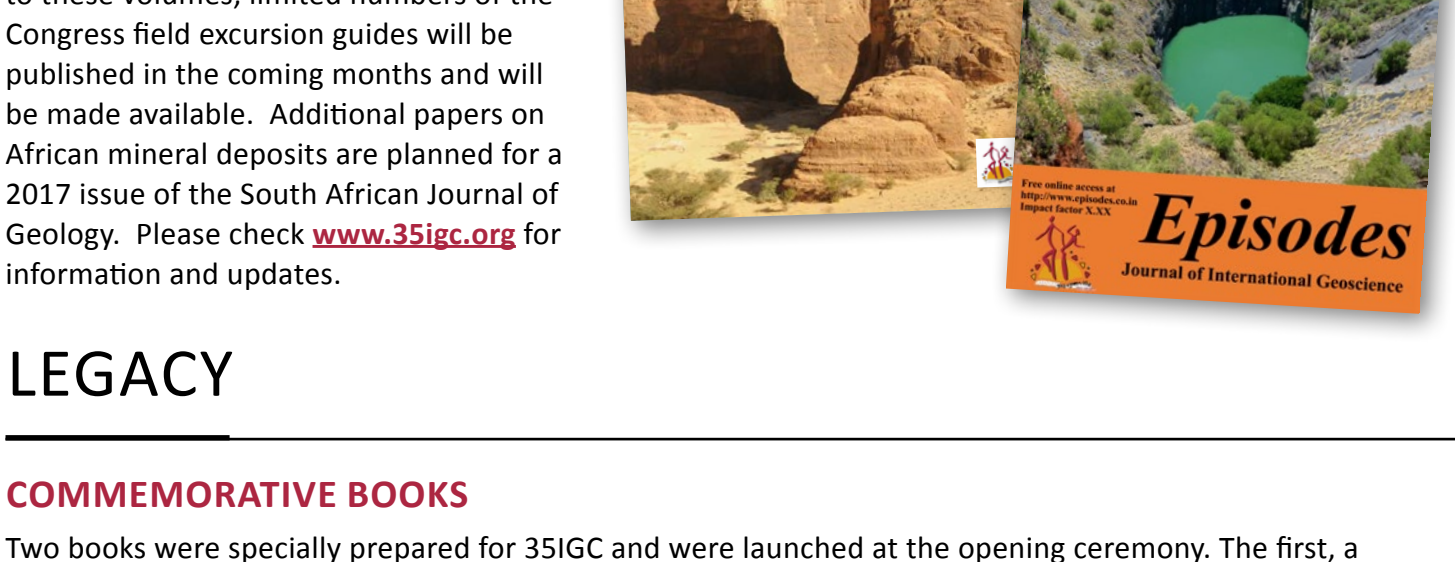 to these volumes, limited numbers of the
Congress field excursion guides will be
published in the coming months and will
be made available.  Additional papers on
African mineral deposits are planned for a
2017 issue of the South African Journal of
Geology.  Please check www.35igc.org for
information and updates.
Free online access at
http://www.episodes.co.in
Impact factor X.XX
Episodes
Journal of International Geoscience
LEGACY
COMMEMORATIVE BOOKS
Two books were specially prepared for 35IGC and were launched at the opening ceremony. The first, a